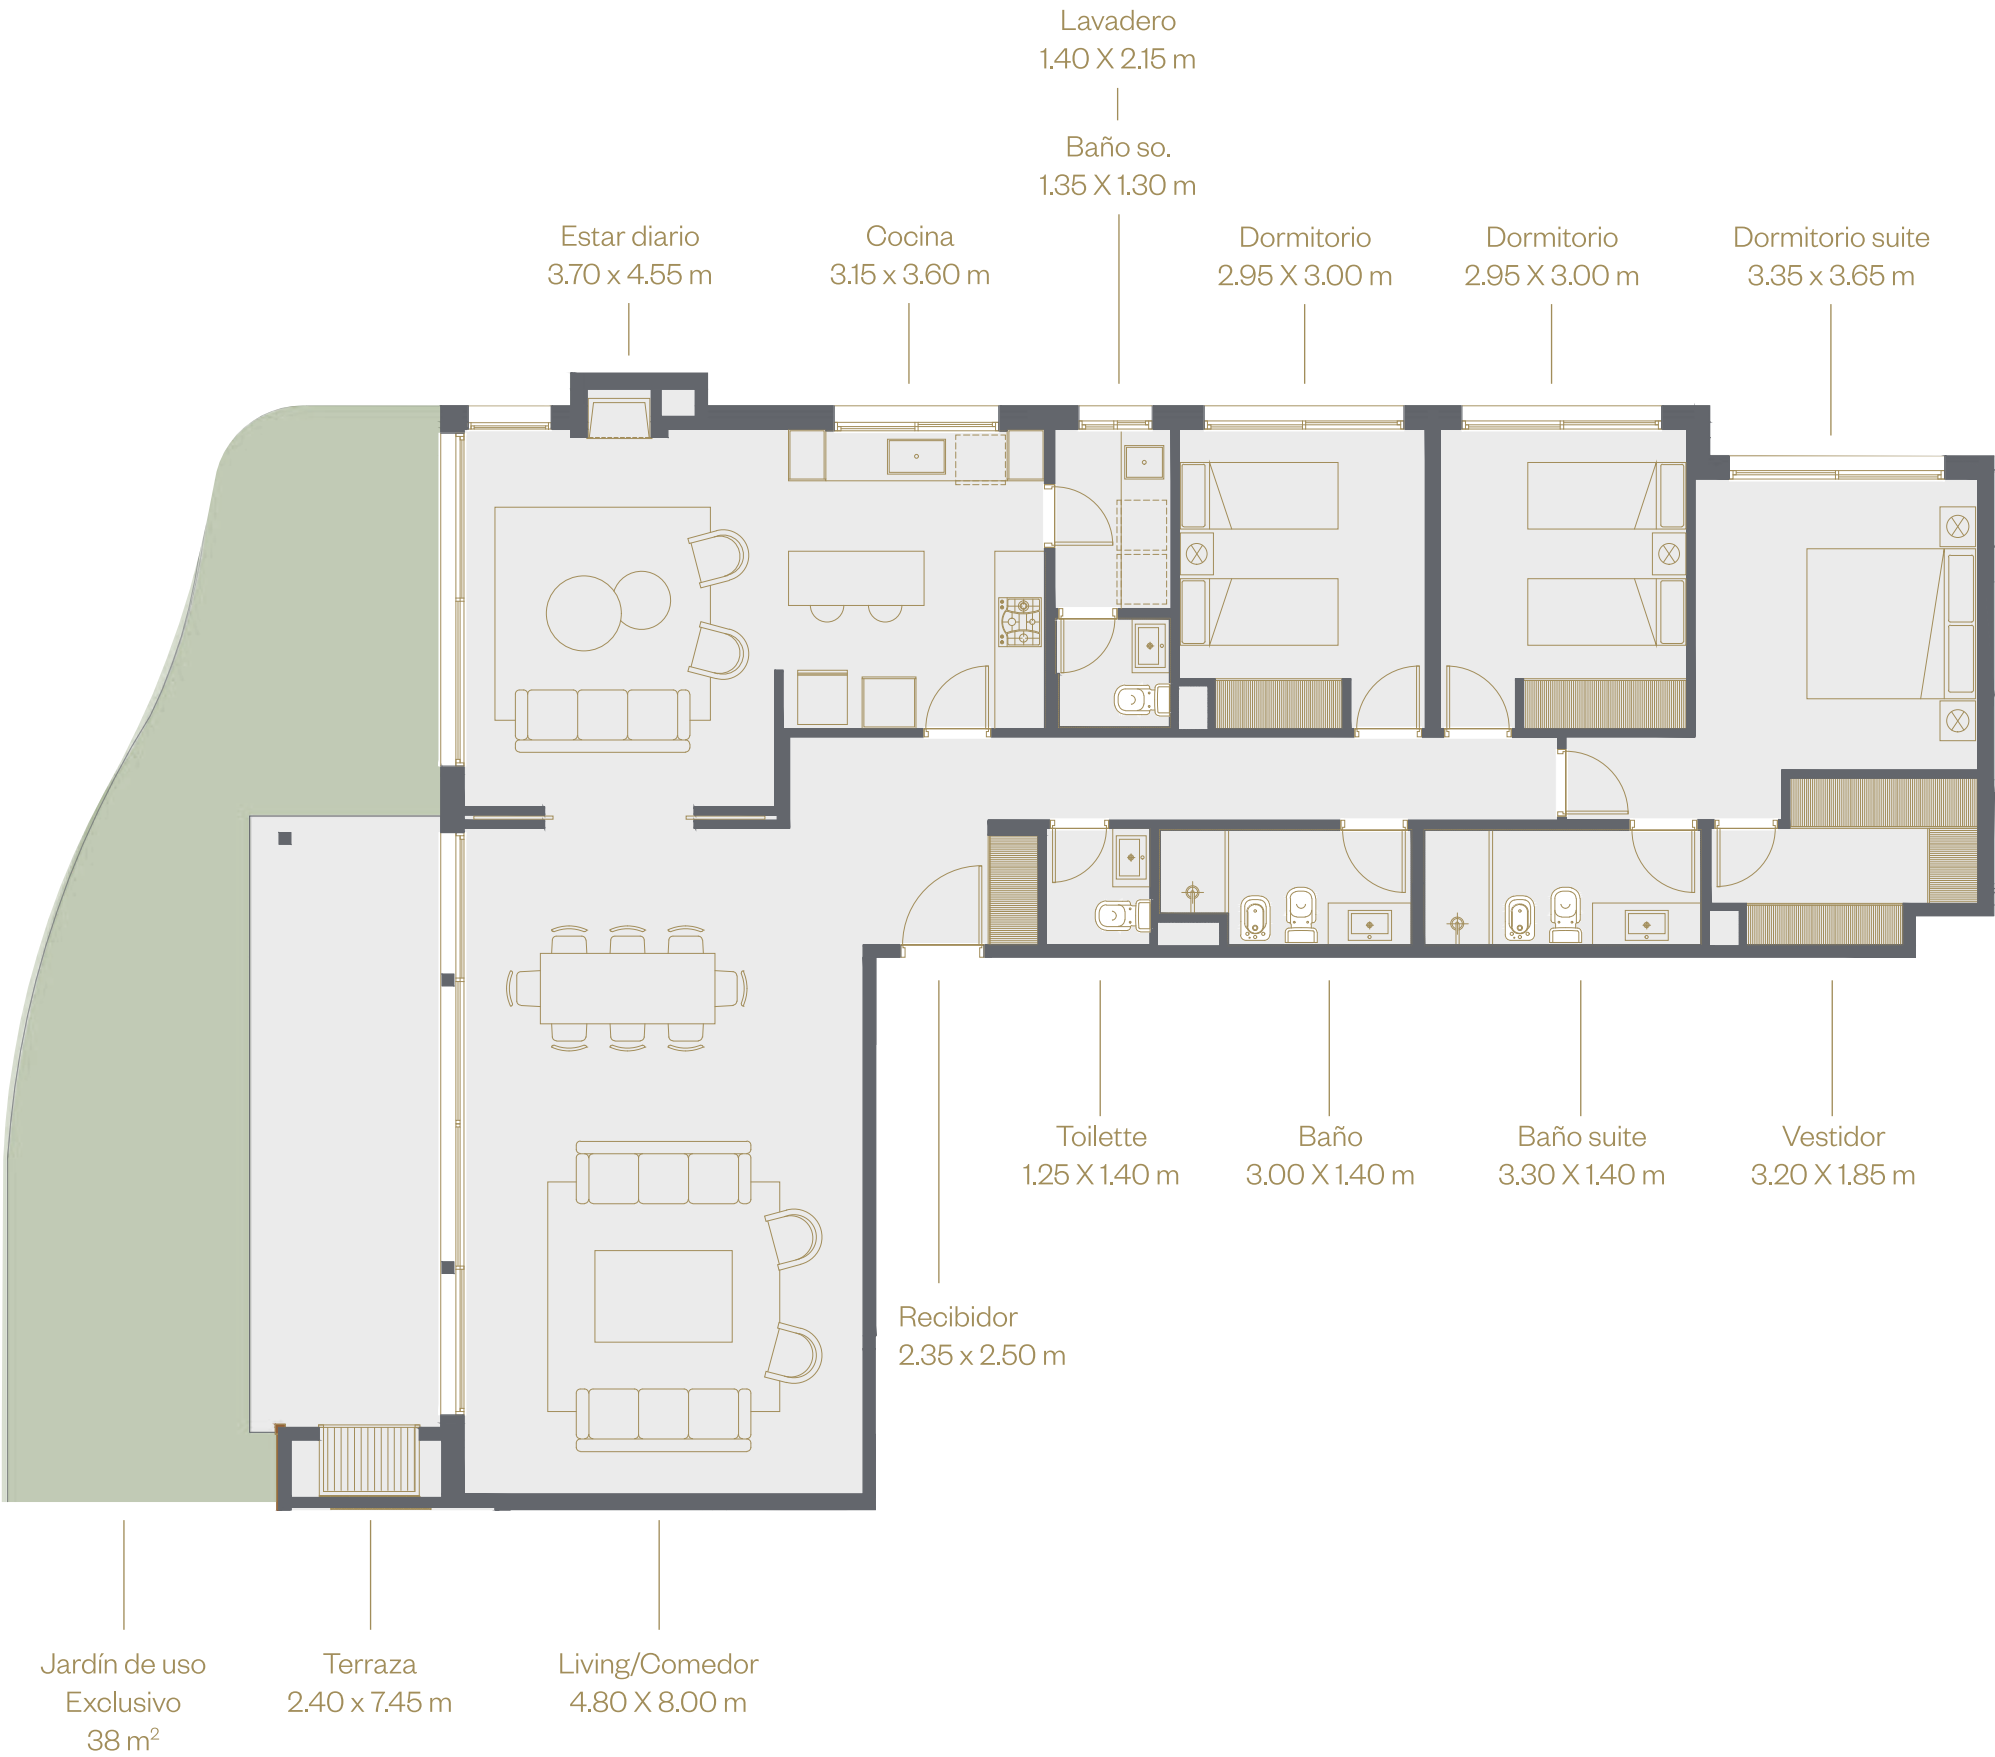 Lavadero
1.40 X 2.15 m
Baño so.
1.35 X 1.30 m
Estar diario
3.70 x 4.55 m
Cocina
3.15 x 3.60 m
Dormitorio
2.95 X 3.00 m
Dormitorio
2.95 X 3.00 m
Dormitorio suite
3.35 x 3.65 m
Toilette
1.25 X 1.40 m
Baño
3.00 X 1.40 m
Baño suite
3.30 X 1.40 m
Vestidor
3.20 X 1.85 m
Recibidor
2.35 x 2.50 m
Jardín de uso
Exclusivo
38 m²
Terraza
2.40 x 7.45 m
Living/Comedor
4.80 X 8.00 m